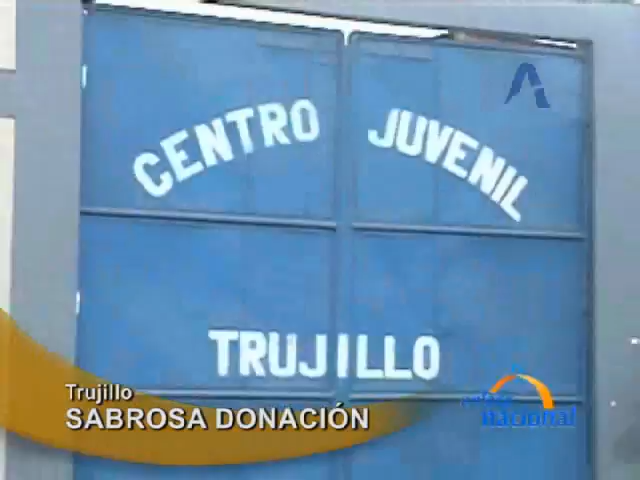 CENTRO JUVENIL
TRUJILLO
Trujillo
SABROSA DONACIÓN
nacional